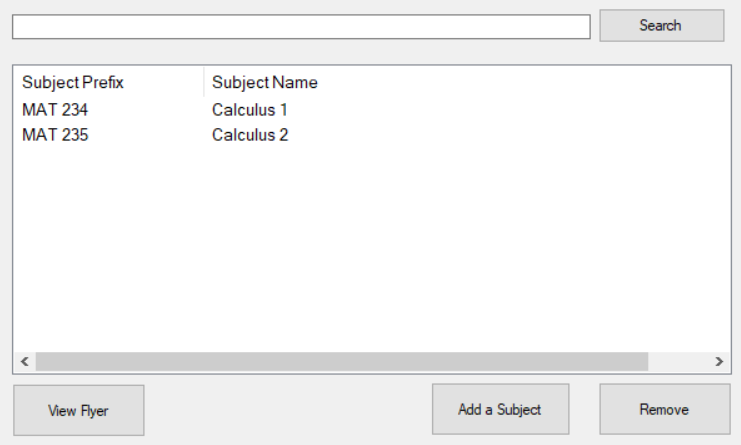 Search
Subject Prefix Subject Name
MAT 234 Calculus 1
MAT 235 Calculus 2
View Flyer Add a Subject Remove